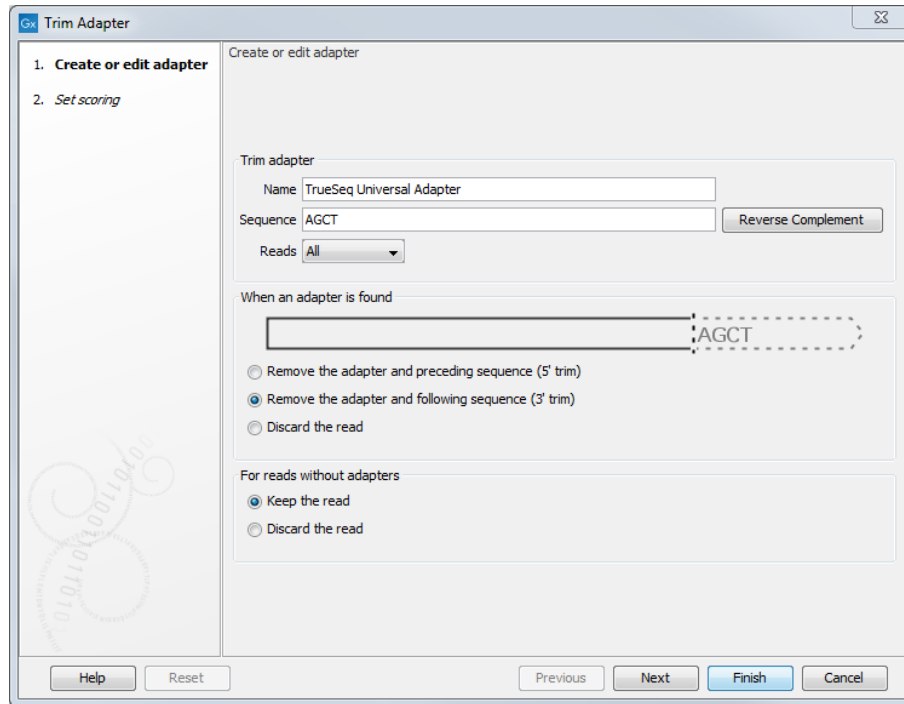 Gx Trim Adapter
1. Create or edit adapter
2. Set scoring
Create or edit adapter
Trim adapter
Name TrueSeq Universal Adapter
Sequence AGCT Reverse Complement
Reads All
When an adapter is found
AGCT
Remove the adapter and preceding sequence (5' trim)
Remove the adapter and following sequence (3' trim)
Discard the read
For reads without adapters
Keep the read
Discard the read
Help Reset Previous Next Finish Cancel